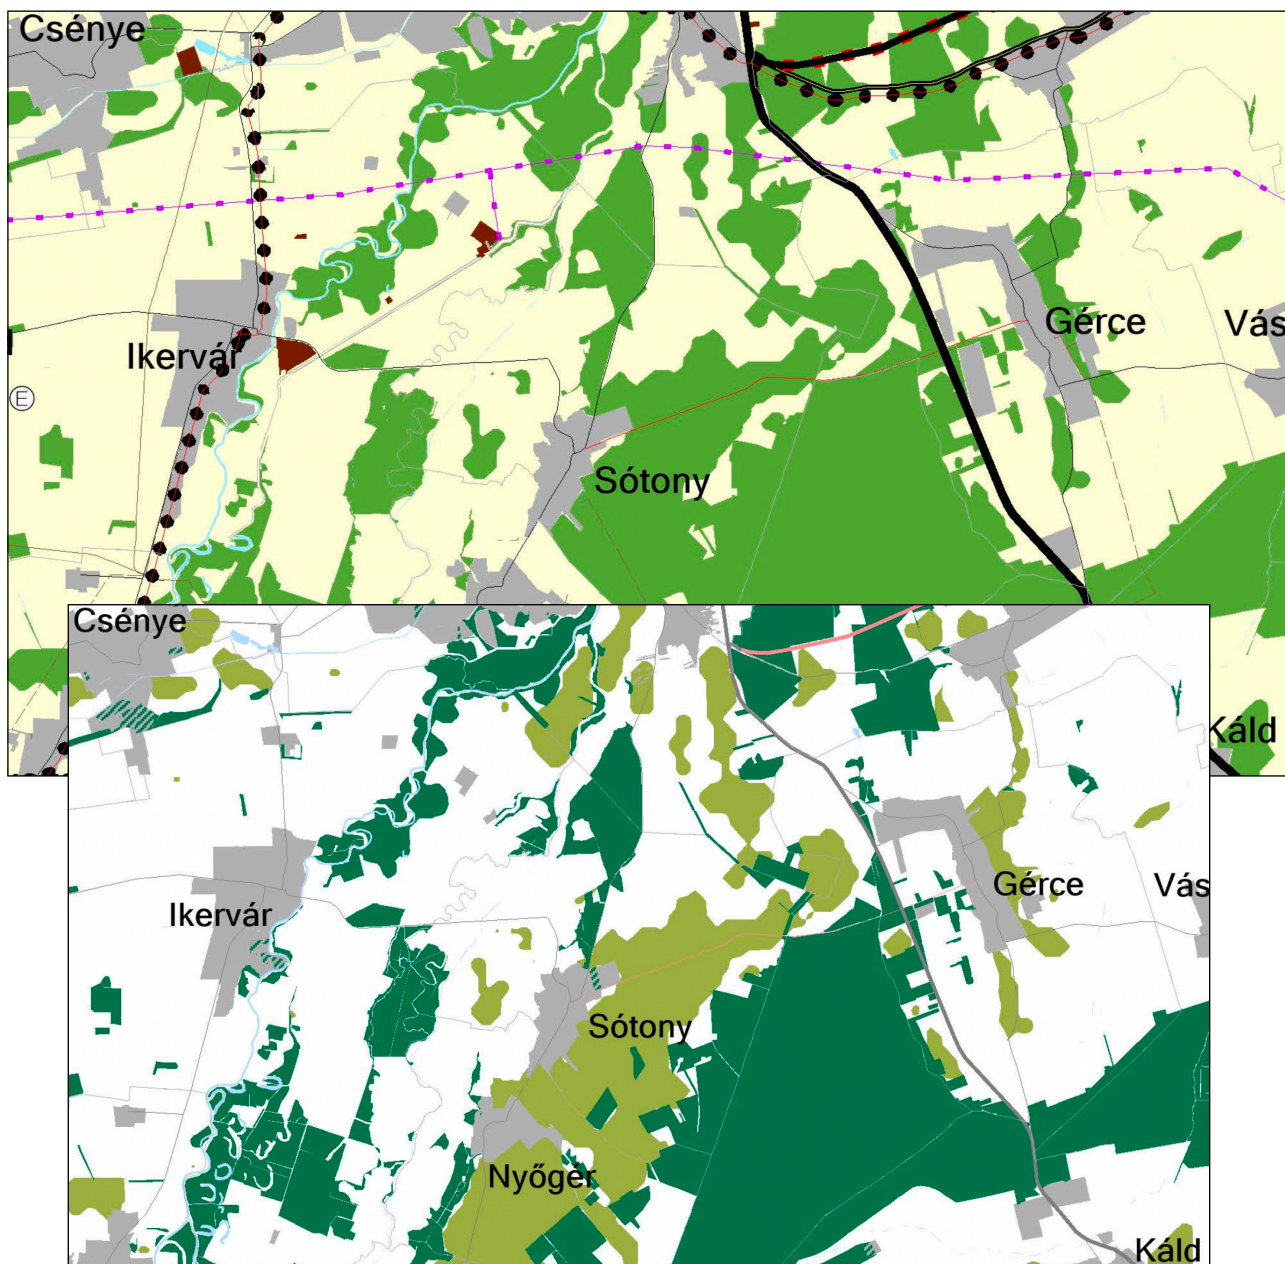 Csénye
Ikervár
Gérce
Vás
E
Sótony
Káld
Csénye
Ikervár
Gérce
Vás
Sótony
Nyőgér
Káld